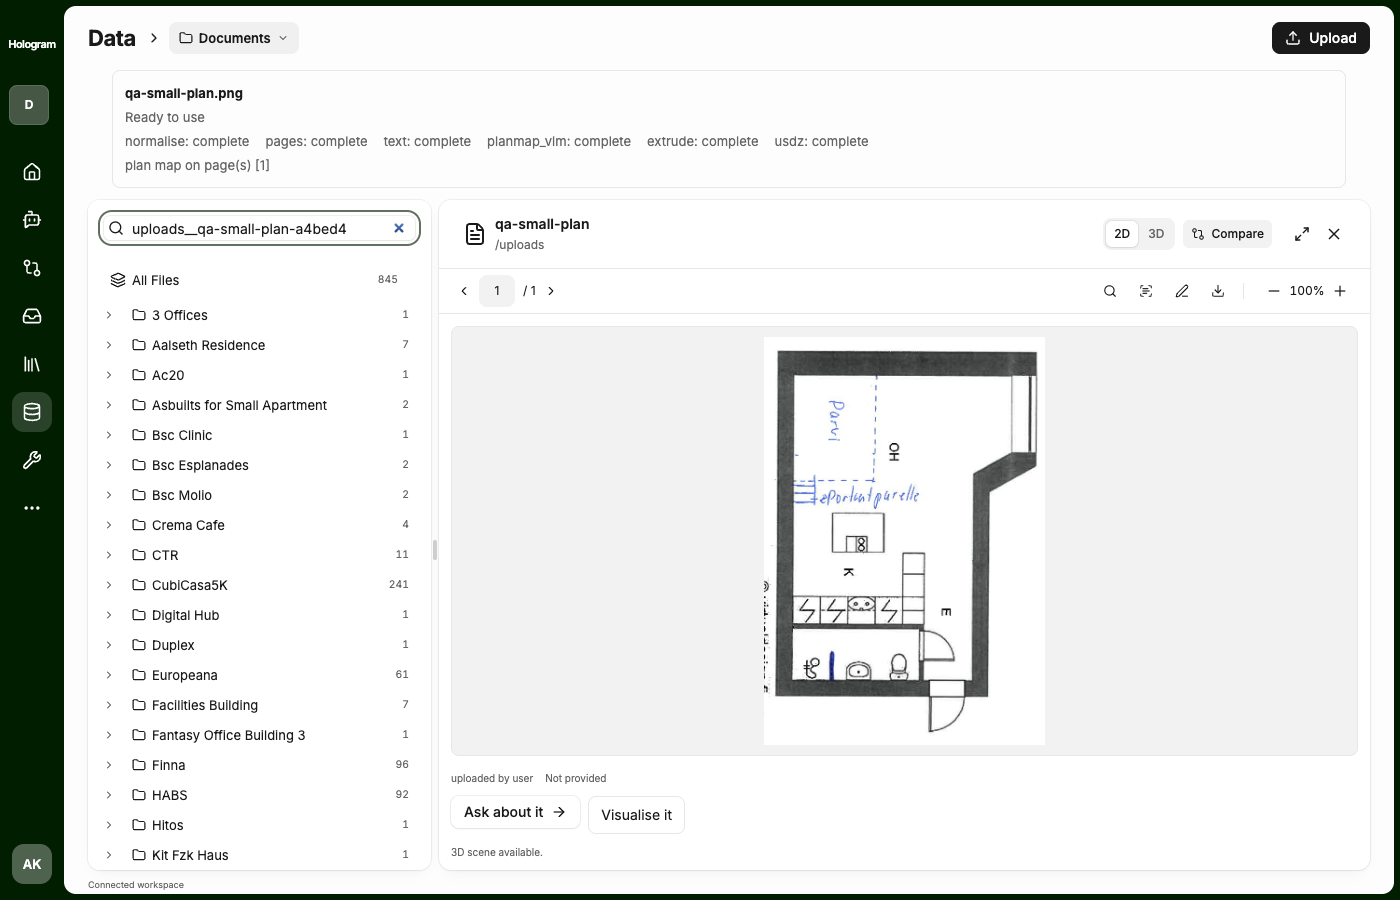 Hologram
Data
Documents
Upload
D
qa-small-plan.png
Ready to use
normalise: complete pages: complete text: complete planmap_vlm: complete extrude: complete usdz: complete
plan map on page(s) [1]
uploads__qa-small-plan-a4bed4
All Files 845
3 Offices 1
Aalseth Residence 7
Ac20 1
Asbuilts for Small Apartment 2
Bsc Clinic 1
Bsc Esplanades 2
Bsc Molio 2
Crema Cafe 4
CTR 11
CubiCasa5K 241
Digital Hub 1
Duplex 1
Europeana 61
Facilities Building 7
Fantasy Office Building 3 1
Finna 96
HABS 92
Hitos 1
Kit Fzk Haus 1
qa-small-plan
/uploads
2D 3D
Compare
1 / 1
100%
Parvi
OH
K
E
uploaded by user Not provided
Ask about it
Visualise it
3D scene available.
AK
Connected workspace